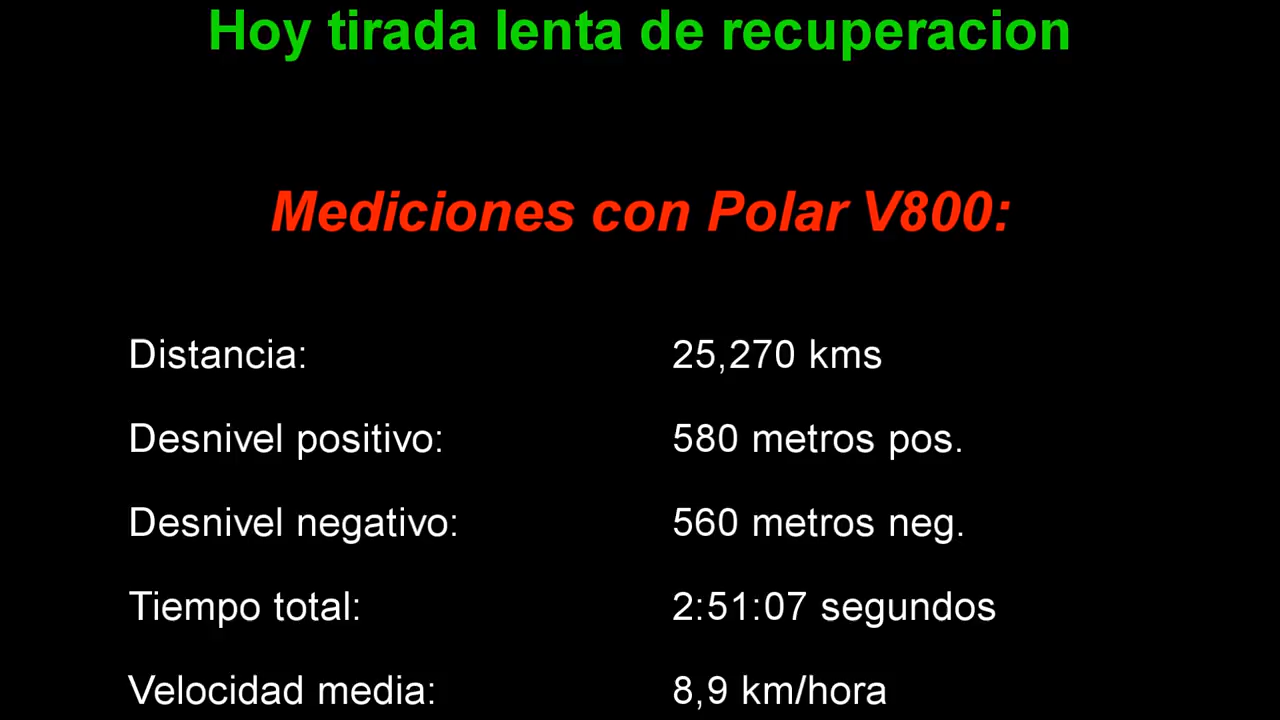 Hoy tirada lenta de recuperacion
Mediciones con Polar V800:
Distancia: 25,270 kms
Desnivel positivo: 580 metros pos.
Desnivel negativo: 560 metros neg.
Tiempo total: 2:51:07 segundos
Velocidad media: 8,9 km/hora